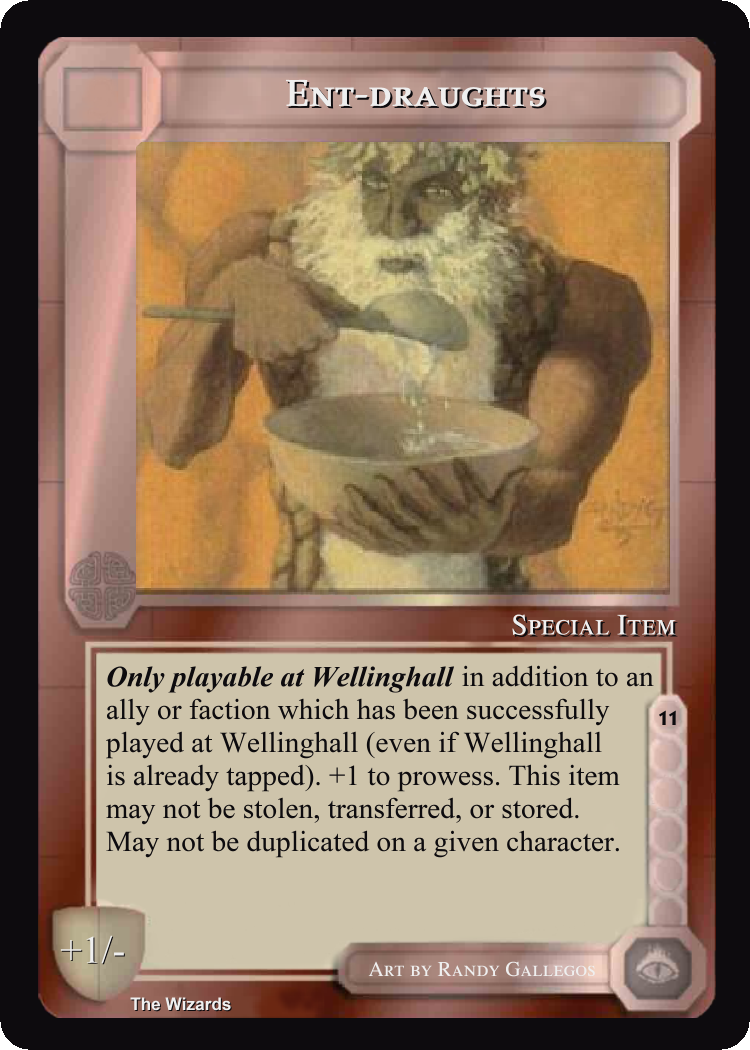 Ent-draughts
Special Item
Only playable at Wellinghall in addition to an
ally or faction which has been successfully
played at Wellinghall (even if Wellinghall
is already tapped). +1 to prowess. This item
may not be stolen, transferred, or stored.
May not be duplicated on a given character.
11
+1/-
Art by Randy Gallegos
The Wizards